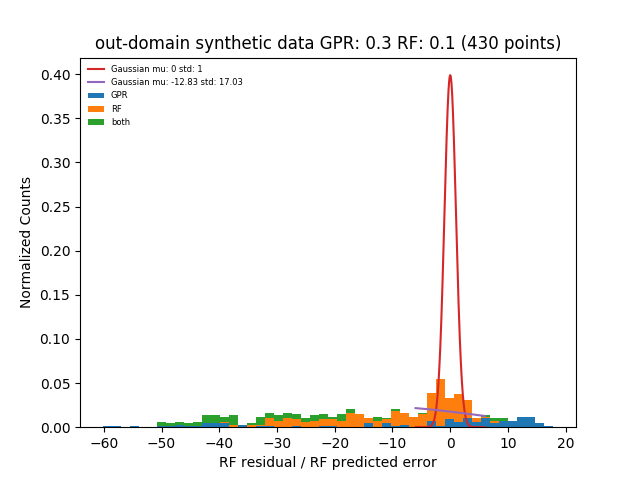 out-domain synthetic data GPR: 0.3 RF: 0.1 (430 points)
Gaussian mu: 0 std: 1
Gaussian mu: -12.83 std: 17.03
GPR
RF
both
Normalized Counts
0.40
0.35
0.30
0.25
0.20
0.15
0.10
0.05
0.00
−60 −50 −40 −30 −20 −10 0 10 20
RF residual / RF predicted error